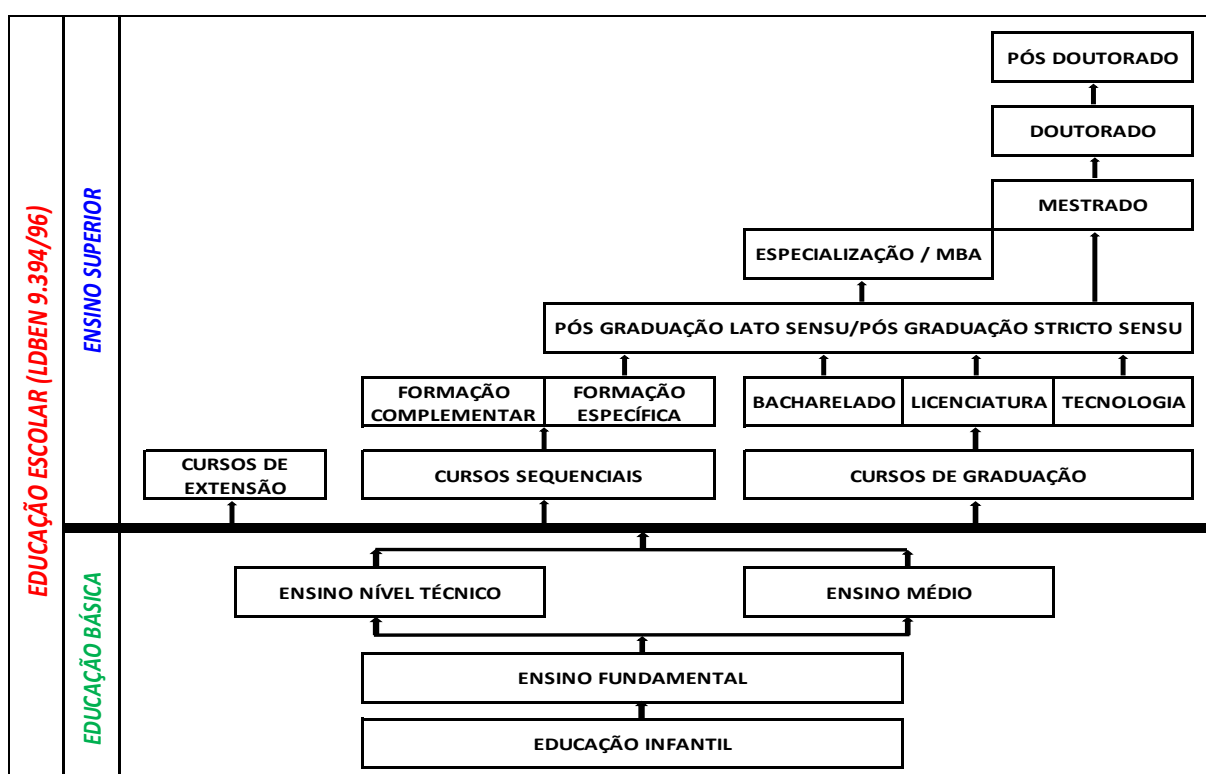 EDUCAÇÃO ESCOLAR (LDBEN 9.394/96)
ENSINO SUPERIOR
PÓS DOUTORADO
DOUTORADO
MESTRADO
ESPECIALIZAÇÃO / MBA
PÓS GRADUAÇÃO LATO SENSU/PÓS GRADUAÇÃO STRICTO SENSU
FORMAÇÃO
COMPLEMENTAR
FORMAÇÃO
ESPECÍFICA
BACHARELADO
LICENCIATURA
TECNOLOGIA
CURSOS DE
EXTENSÃO
CURSOS SEQUENCIAIS
CURSOS DE GRADUAÇÃO
EDUCAÇÃO BÁSICA
ENSINO NÍVEL TÉCNICO
ENSINO MÉDIO
ENSINO FUNDAMENTAL
EDUCAÇÃO INFANTIL